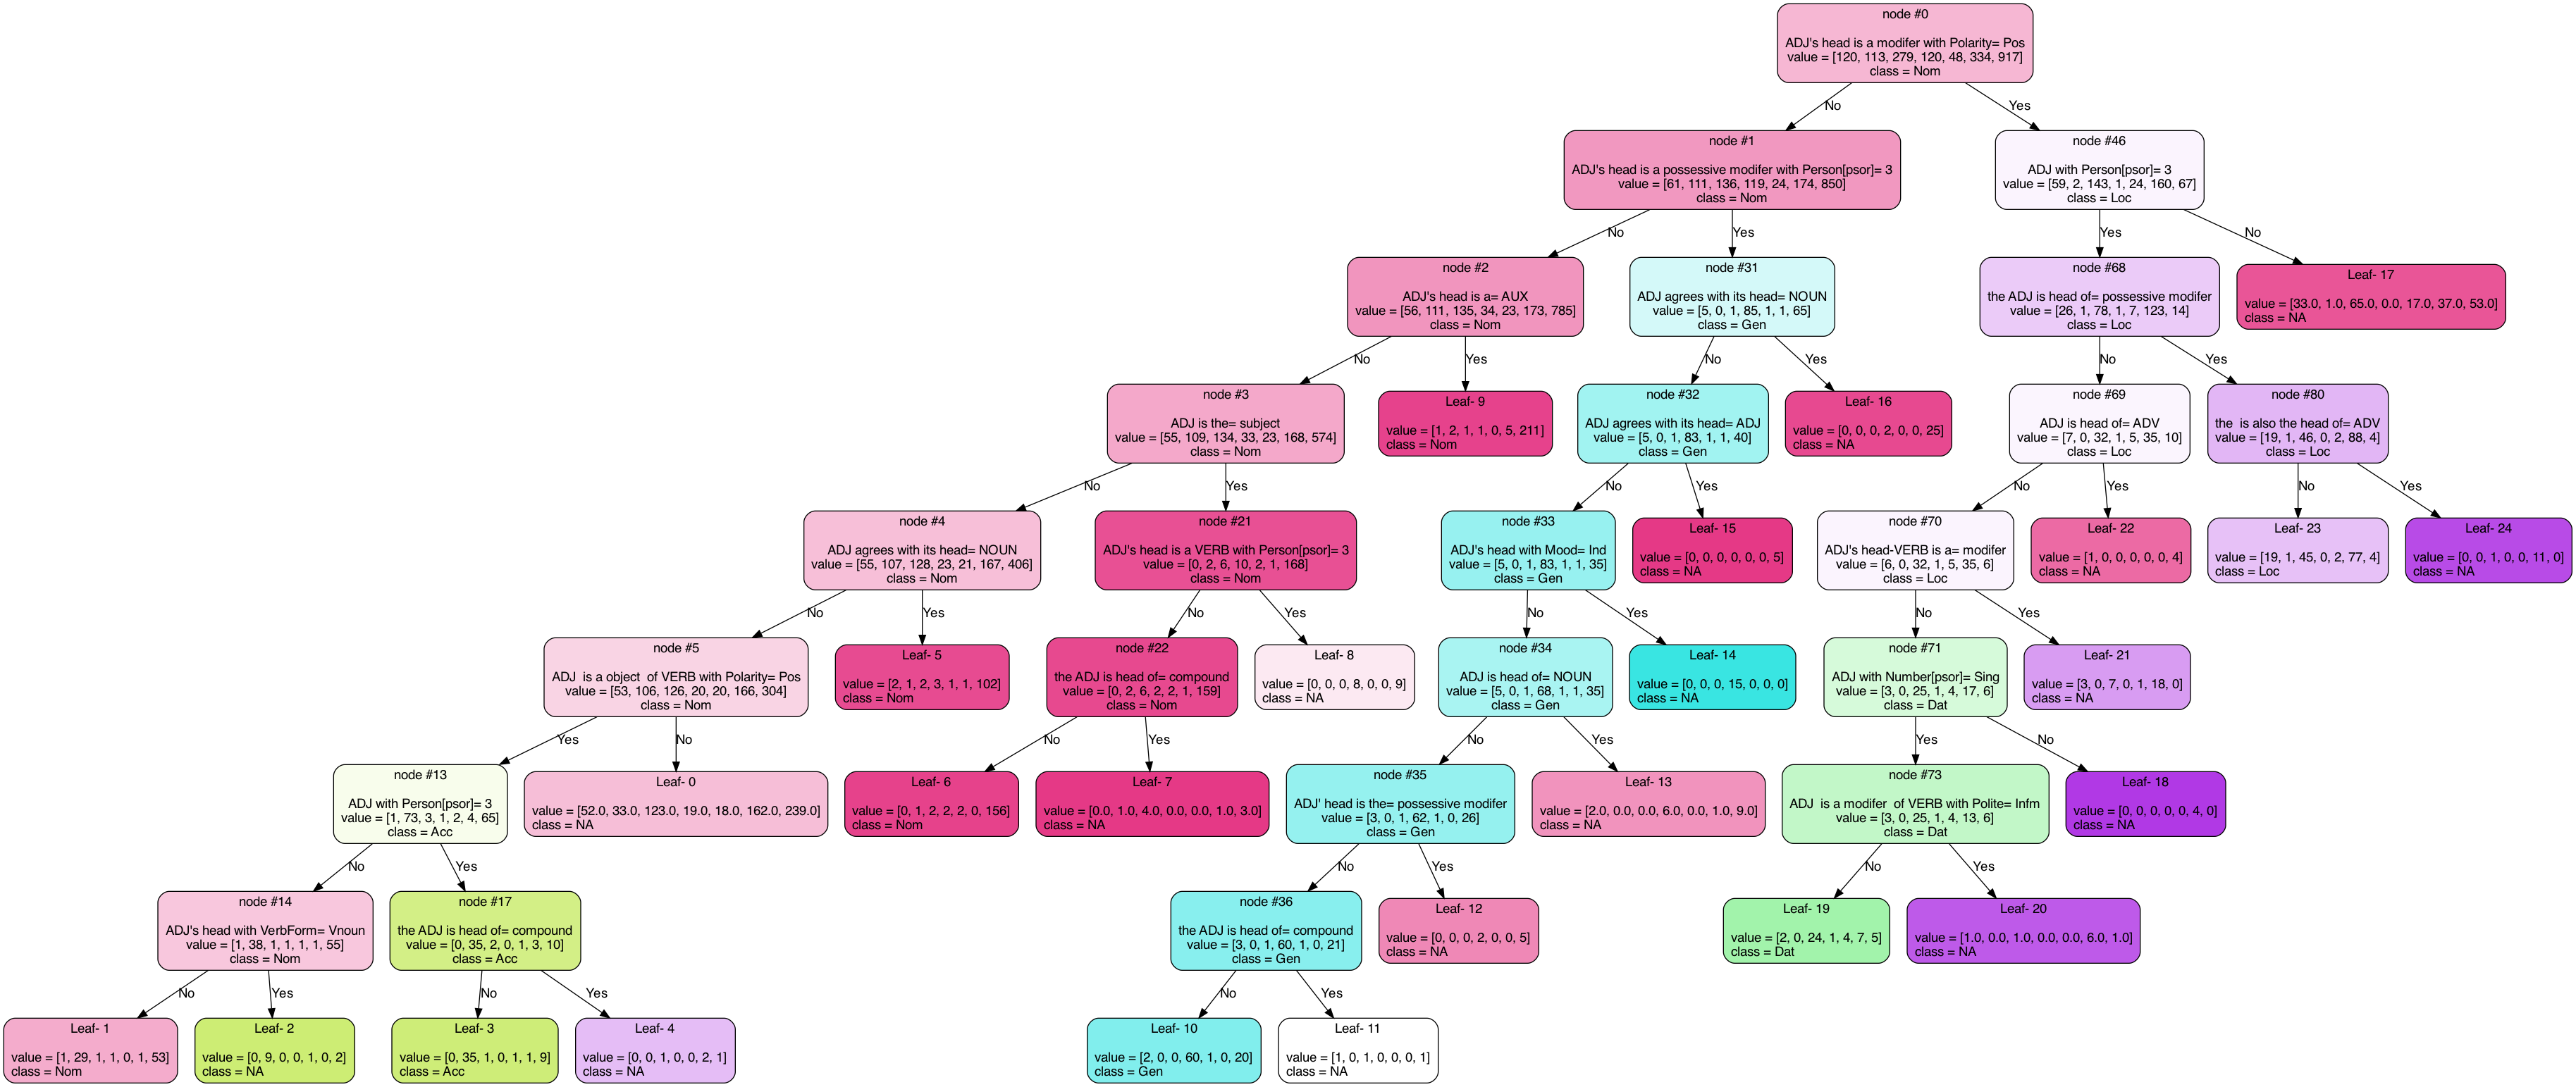 node #0
ADJ's head is a modifer with Polarity= Pos
value = [120, 113, 279, 120, 48, 334, 917]
class = Nom
No
Yes
node #1
ADJ's head is a possessive modifer with Person[psor]= 3
value = [61, 111, 136, 119, 24, 174, 850]
class = Nom
node #46
ADJ with Person[psor]= 3
value = [59, 2, 143, 1, 24, 160, 67]
class = Loc
No
Yes
Yes
No
node #2
ADJ's head is a= AUX
value = [56, 111, 135, 34, 23, 173, 785]
class = Nom
node #31
ADJ agrees with its head= NOUN
value = [5, 0, 1, 85, 1, 1, 65]
class = Gen
node #68
the ADJ is head of= possessive modifer
value = [26, 1, 78, 1, 7, 123, 14]
class = Loc
Leaf- 17
value = [33.0, 1.0, 65.0, 0.0, 17.0, 37.0, 53.0]
class = NA
No
Yes
No
Yes
No
Yes
node #3
ADJ is the= subject
value = [55, 109, 134, 33, 23, 168, 574]
class = Nom
Leaf- 9
value = [1, 2, 1, 1, 0, 5, 211]
class = Nom
node #32
ADJ agrees with its head= ADJ
value = [5, 0, 1, 83, 1, 1, 40]
class = Gen
Leaf- 16
value = [0, 0, 0, 2, 0, 0, 25]
class = NA
node #69
ADJ is head of= ADV
value = [7, 0, 32, 1, 5, 35, 10]
class = Loc
node #80
the  is also the head of= ADV
value = [19, 1, 46, 0, 2, 88, 4]
class = Loc
No
Yes
No
Yes
No
Yes
No
Yes
node #4
ADJ agrees with its head= NOUN
value = [55, 107, 128, 23, 21, 167, 406]
class = Nom
node #21
ADJ's head is a VERB with Person[psor]= 3
value = [0, 2, 6, 10, 2, 1, 168]
class = Nom
node #33
ADJ's head with Mood= Ind
value = [5, 0, 1, 83, 1, 1, 35]
class = Gen
Leaf- 15
value = [0, 0, 0, 0, 0, 0, 5]
class = NA
node #70
ADJ's head-VERB is a= modifer
value = [6, 0, 32, 1, 5, 35, 6]
class = Loc
Leaf- 22
value = [1, 0, 0, 0, 0, 0, 4]
class = NA
Leaf- 23
value = [19, 1, 45, 0, 2, 77, 4]
class = Loc
Leaf- 24
value = [0, 0, 1, 0, 0, 11, 0]
class = NA
No
Yes
No
Yes
No
Yes
No
Yes
node #5
ADJ  is a object  of VERB with Polarity= Pos
value = [53, 106, 126, 20, 20, 166, 304]
class = Nom
Leaf- 5
value = [2, 1, 2, 3, 1, 1, 102]
class = Nom
node #22
the ADJ is head of= compound
value = [0, 2, 6, 2, 2, 1, 159]
class = Nom
Leaf- 8
value = [0, 0, 0, 8, 0, 0, 9]
class = NA
node #34
ADJ is head of= NOUN
value = [5, 0, 1, 68, 1, 1, 35]
class = Gen
Leaf- 14
value = [0, 0, 0, 15, 0, 0, 0]
class = NA
node #71
ADJ with Number[psor]= Sing
value = [3, 0, 25, 1, 4, 17, 6]
class = Dat
Leaf- 21
value = [3, 0, 7, 0, 1, 18, 0]
class = NA
Yes
No
No
Yes
No
Yes
Yes
No
node #13
ADJ with Person[psor]= 3
value = [1, 73, 3, 1, 2, 4, 65]
class = Acc
Leaf- 0
value = [52.0, 33.0, 123.0, 19.0, 18.0, 162.0, 239.0]
class = NA
Leaf- 6
value = [0, 1, 2, 2, 2, 0, 156]
class = Nom
Leaf- 7
value = [0.0, 1.0, 4.0, 0.0, 0.0, 1.0, 3.0]
class = NA
node #35
ADJ' head is the= possessive modifer
value = [3, 0, 1, 62, 1, 0, 26]
class = Gen
Leaf- 13
value = [2.0, 0.0, 0.0, 6.0, 0.0, 1.0, 9.0]
class = NA
node #73
ADJ  is a modifer  of VERB with Polite= Infm
value = [3, 0, 25, 1, 4, 13, 6]
class = Dat
Leaf- 18
value = [0, 0, 0, 0, 0, 4, 0]
class = NA
No
Yes
No
Yes
No
Yes
node #14
ADJ's head with VerbForm= Vnoun
value = [1, 38, 1, 1, 1, 1, 55]
class = Nom
node #17
the ADJ is head of= compound
value = [0, 35, 2, 0, 1, 3, 10]
class = Acc
node #36
the ADJ is head of= compound
value = [3, 0, 1, 60, 1, 0, 21]
class = Gen
Leaf- 12
value = [0, 0, 0, 2, 0, 0, 5]
class = NA
Leaf- 19
value = [2, 0, 24, 1, 4, 7, 5]
class = Dat
Leaf- 20
value = [1.0, 0.0, 1.0, 0.0, 0.0, 6.0, 1.0]
class = NA
No
Yes
No
Yes
No
Yes
Leaf- 1
value = [1, 29, 1, 1, 0, 1, 53]
class = Nom
Leaf- 2
value = [0, 9, 0, 0, 1, 0, 2]
class = NA
Leaf- 3
value = [0, 35, 1, 0, 1, 1, 9]
class = Acc
Leaf- 4
value = [0, 0, 1, 0, 0, 2, 1]
class = NA
Leaf- 10
value = [2, 0, 0, 60, 1, 0, 20]
class = Gen
Leaf- 11
value = [1, 0, 1, 0, 0, 0, 1]
class = NA